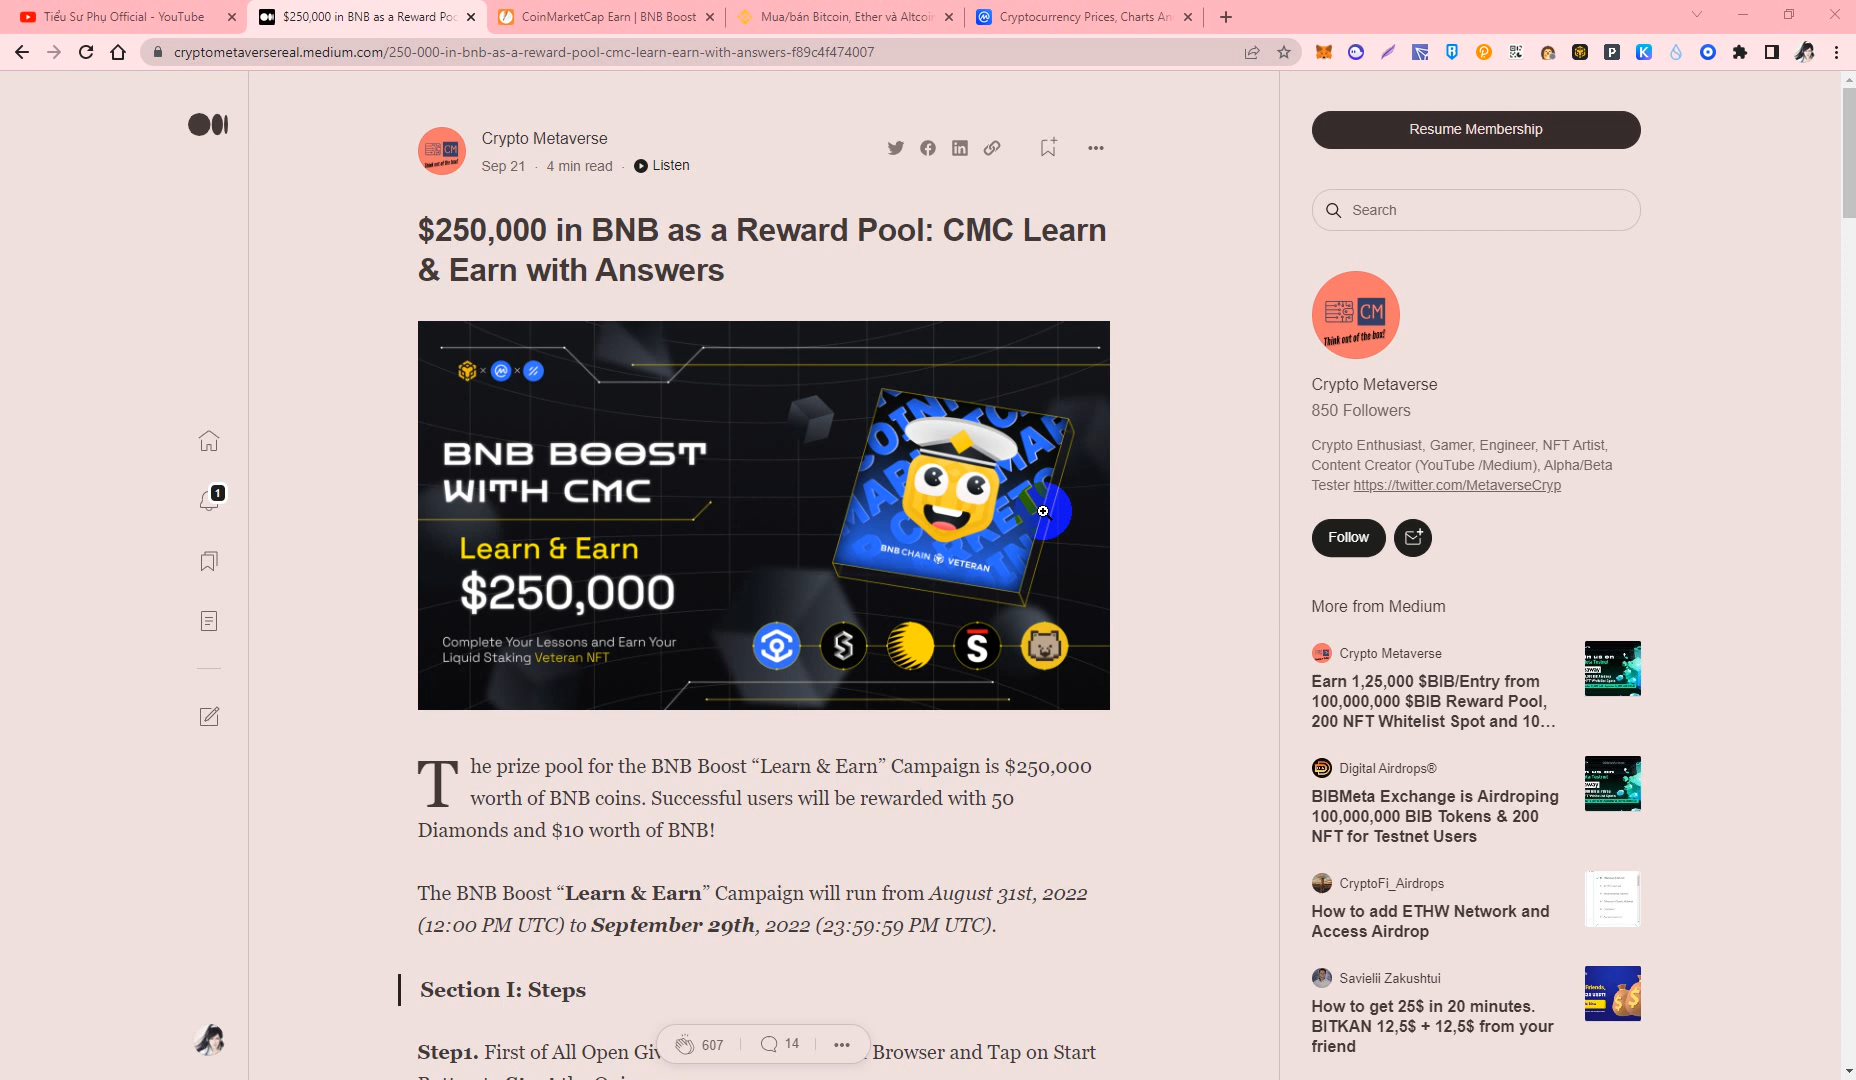 Tiểu Sư Phụ Official - YouTube
$250,000 in BNB as a Reward Poo
CoinMarketCap Earn | BNB Boost
Mua/bán Bitcoin, Ether và Altcoin
Cryptocurrency Prices, Charts An
cryptometaversereal.medium.com/250-000-in-bnb-as-a-reward-pool-cmc-learn-earn-with-answers-f89c4f474007
Crypto Metaverse
Sep 21 · 4 min read · Listen
$250,000 in BNB as a Reward Pool: CMC Learn
& Earn with Answers
BNB BOOST
WITH CMC
Learn & Earn
$250,000
Complete Your Lessons and Earn Your
Liquid Staking Veteran NFT
BNB CHAIN VETERAN
The prize pool for the BNB Boost “Learn & Earn” Campaign is $250,000
worth of BNB coins. Successful users will be rewarded with 50
Diamonds and $10 worth of BNB!
The BNB Boost “Learn & Earn” Campaign will run from August 31st, 2022
(12:00 PM UTC) to September 29th, 2022 (23:59:59 PM UTC).
Section I: Steps
Step1. First of All Open Giv
Browser and Tap on Start
607
14
1
Resume Membership
Search
CM
Think out of the box!
Crypto Metaverse
850 Followers
Crypto Enthusiast, Gamer, Engineer, NFT Artist,
Content Creator (YouTube /Medium), Alpha/Beta
Tester https://twitter.com/MetaverseCryp
Follow
More from Medium
Crypto Metaverse
Earn 1,25,000 $BIB/Entry from
100,000,000 $BIB Reward Pool,
200 NFT Whitelist Spot and 10…
Digital Airdrops®
BIBMeta Exchange is Airdroping
100,000,000 BIB Tokens & 200
NFT for Testnet Users
CryptoFi_Airdrops
How to add ETHW Network and
Access Airdrop
Savelii Zakushtui
How to get 25$ in 20 minutes.
BITKAN 12,5$ + 12,5$ from your
friend